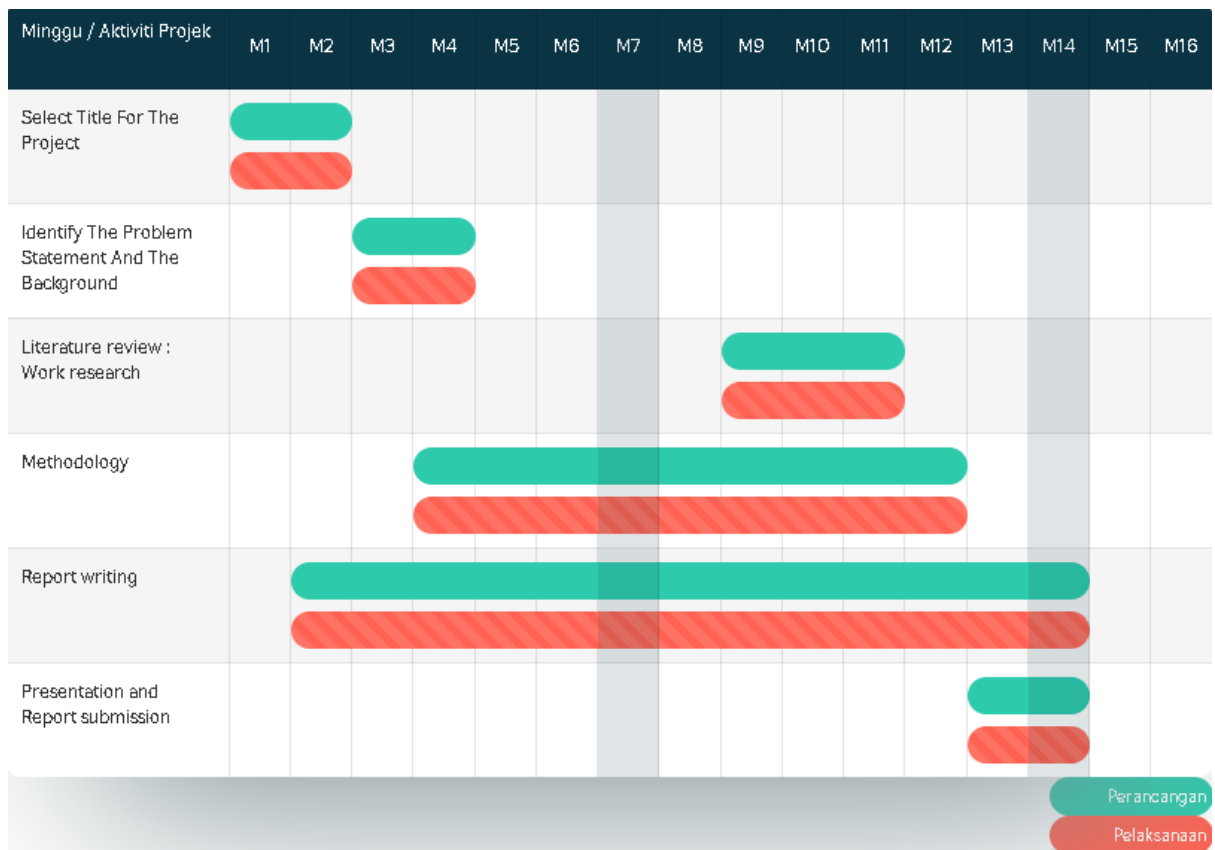 Minggu / Aktiviti Projek
M1 M2 M3 M4 M5 M6 M7 M8 M9 M10 M11 M12 M13 M14 M15 M16
Select Title For The
Project
Identify The Problem
Statement And The
Background
Literature review :
Work research
Methodology
Report writing
Presentation and
Report submission
Perancangan
Pelaksanaan